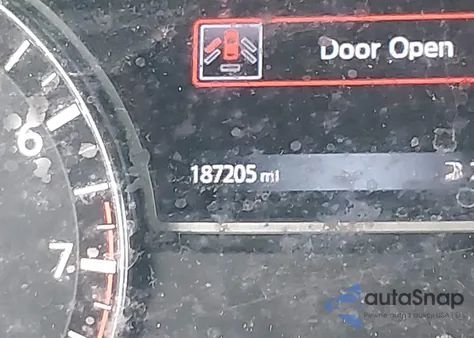 Door Open
6
187205 mi
7
autoSnap